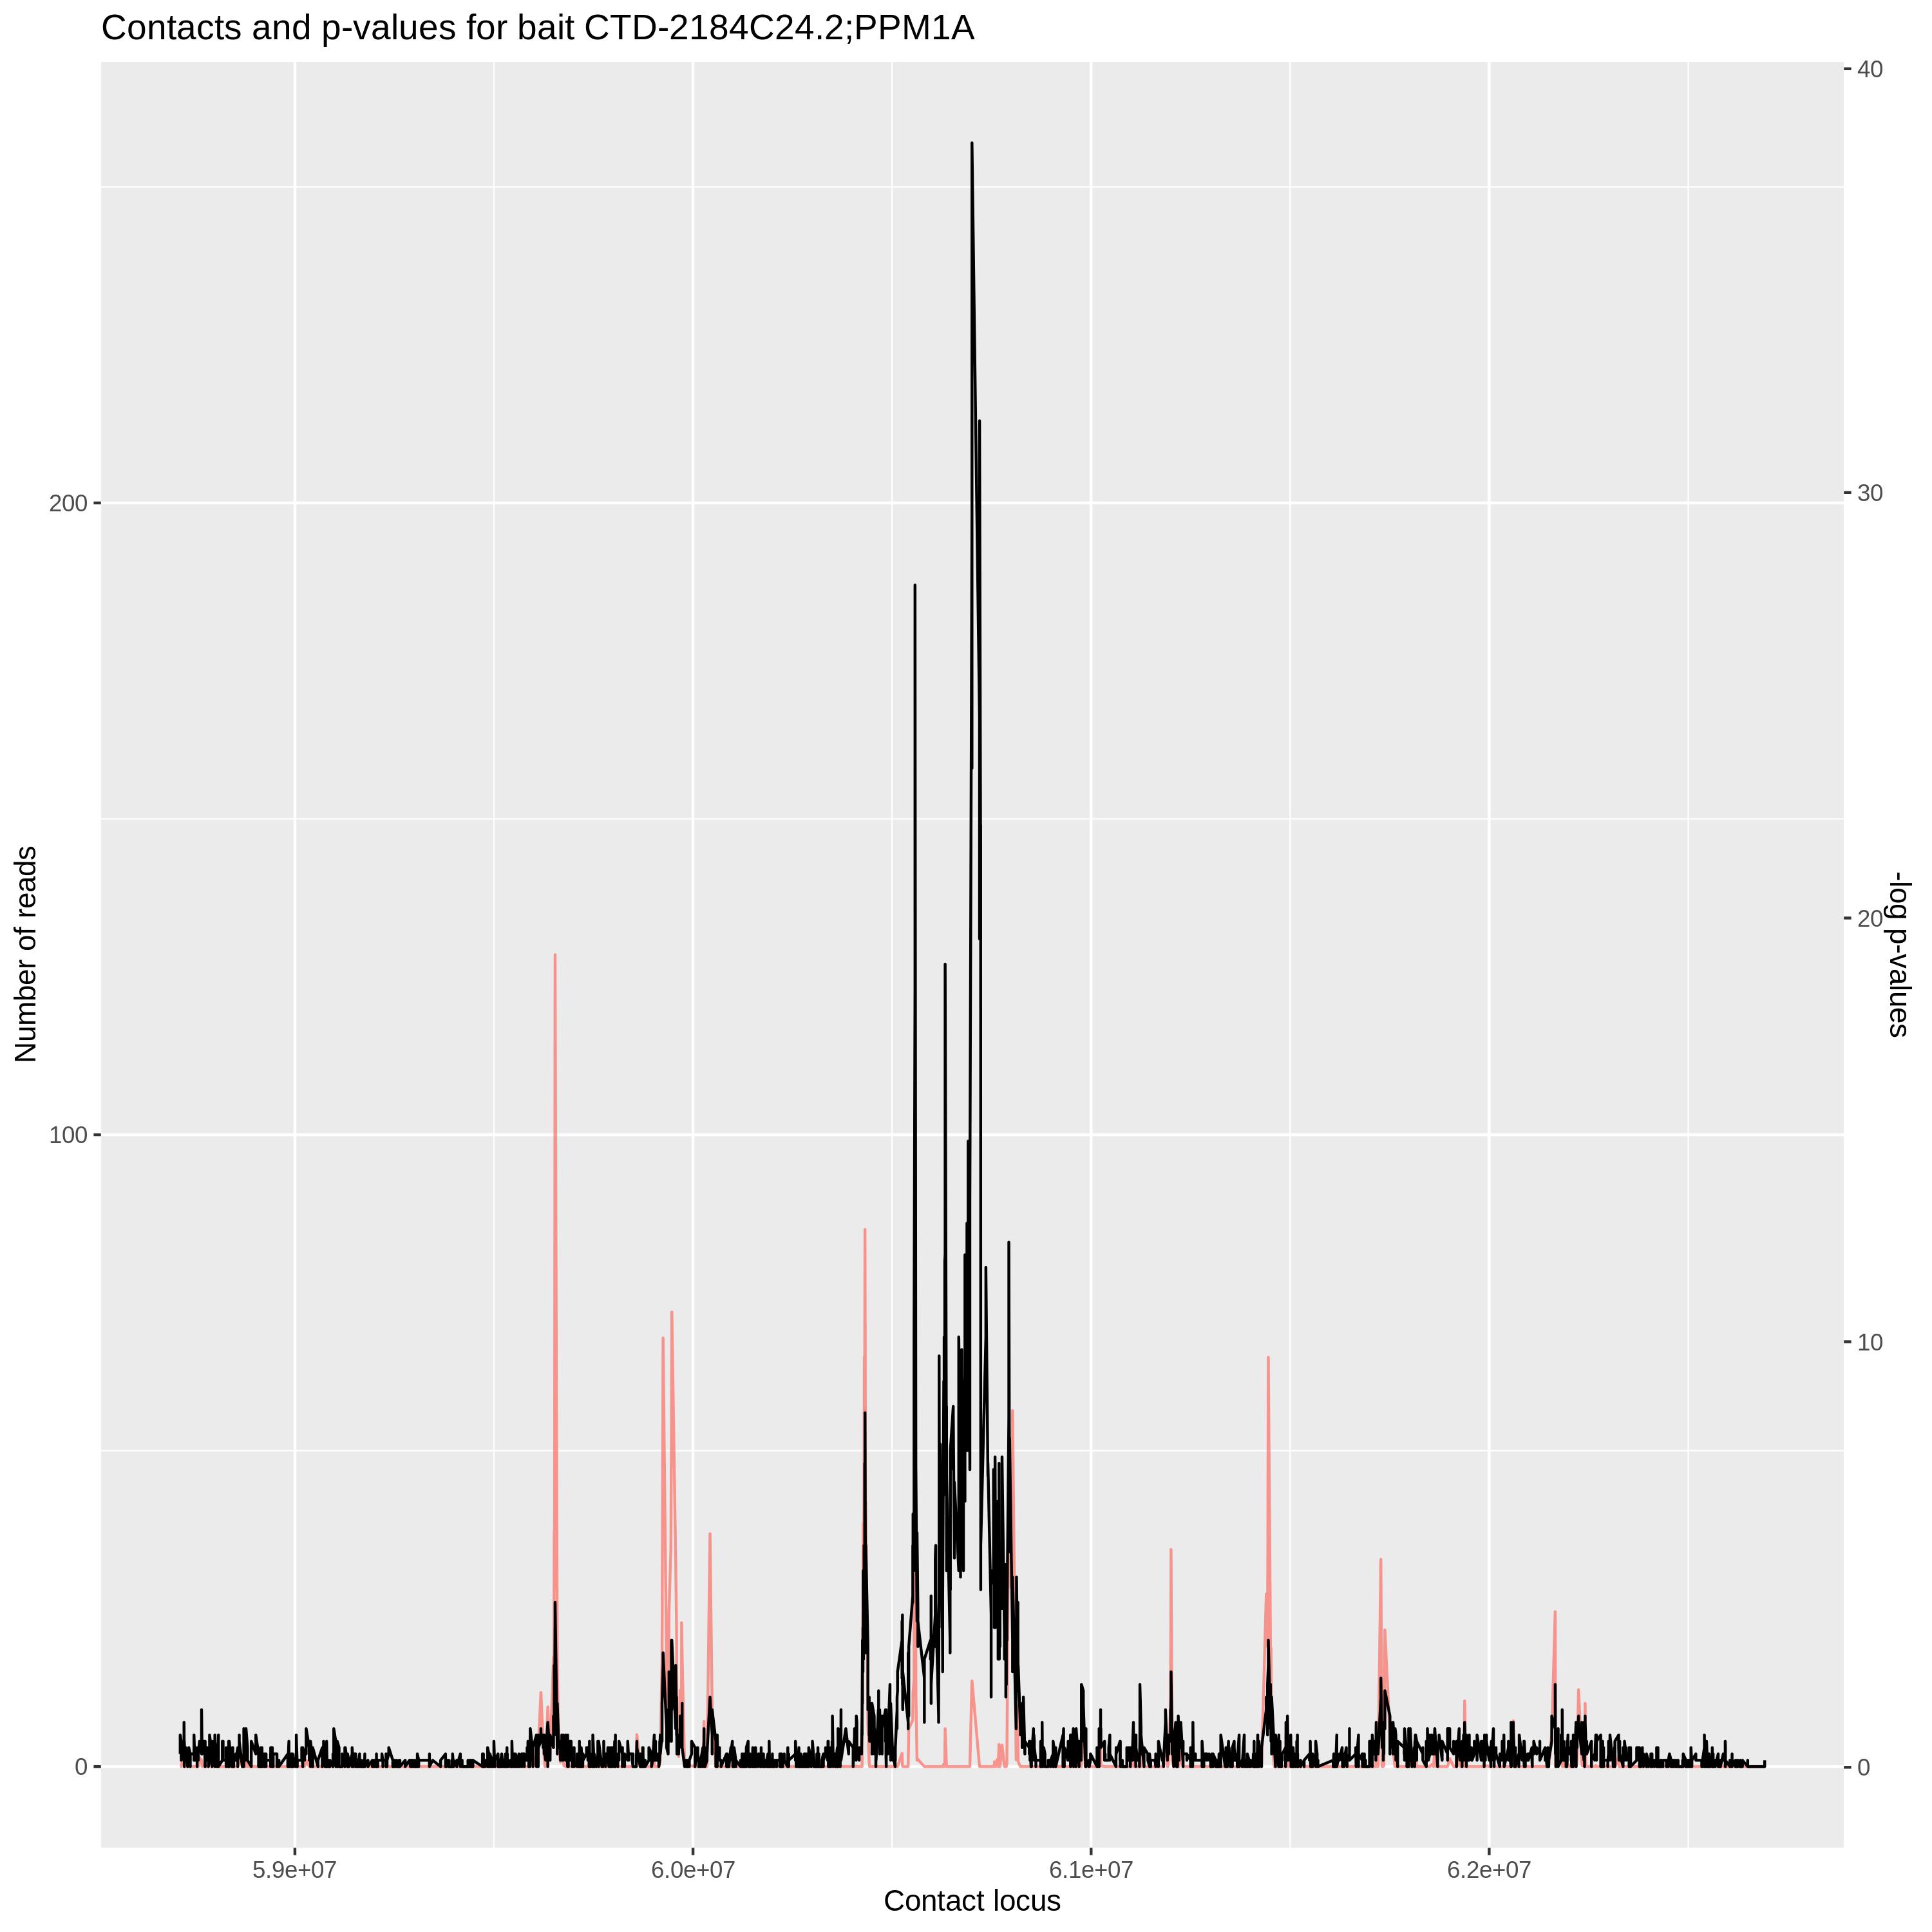 Contacts and p-values for bait CTD-2184C24.2;PPM1A
Number of reads
200
100
0
40
30
20
10
0
-log p-values
5.9e+07 6.0e+07 6.1e+07 6.2e+07
Contact locus